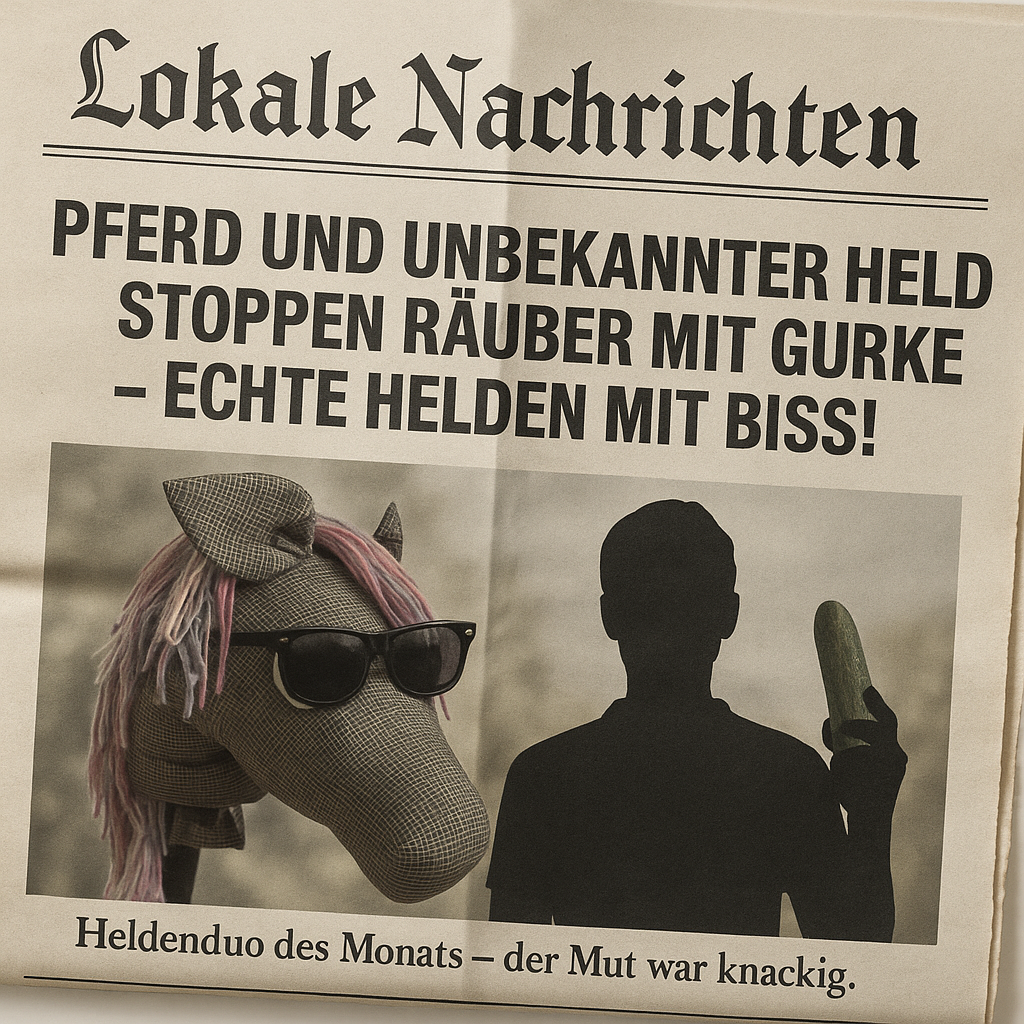 Lokale Nachrichten
PFERD UND UNBEKANNTER HELD
STOPPEN RÄUBER MIT GURKE
– ECHTE HELDEN MIT BISS!
Heldenduo des Monats – der Mut war knackig.